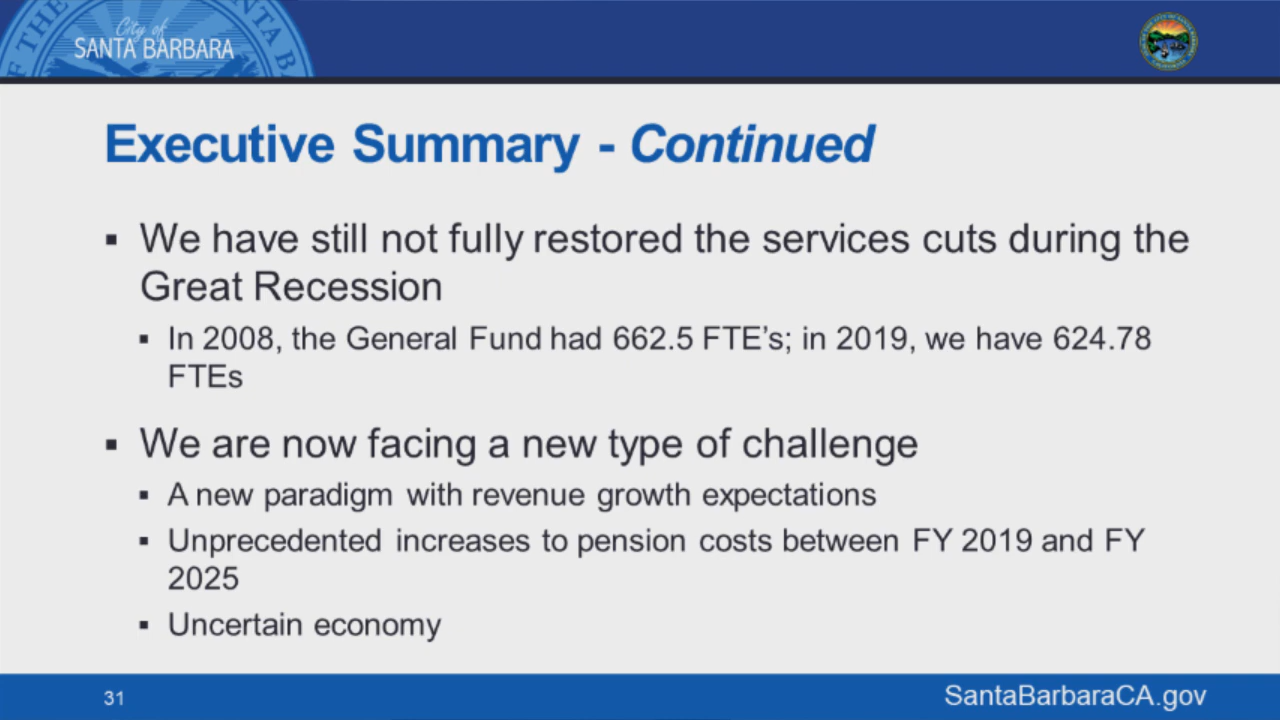 City of
SANTA BARBARA
Executive Summary - Continued
▪ We have still not fully restored the services cuts during the
Great Recession
▪ In 2008, the General Fund had 662.5 FTE’s; in 2019, we have 624.78
FTEs
▪ We are now facing a new type of challenge
▪ A new paradigm with revenue growth expectations
▪ Unprecedented increases to pension costs between FY 2019 and FY
2025
▪ Uncertain economy
31
SantaBarbaraCA.gov